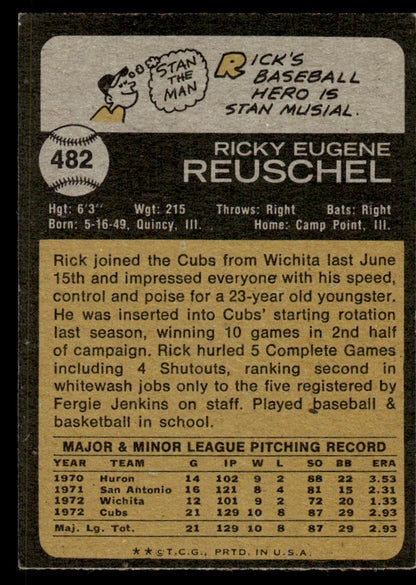 STAN
THE
MAN
RICK'S
BASEBALL
HERO IS
STAN MUSIAL.
482
RICKY EUGENE
REUSCHEL
Hgt: 6'3" Wgt: 215 Throws: Right Bats: Right
Born: 5-16-49, Quincy, Ill. Home: Camp Point, Ill.
Rick joined the Cubs from Wichita last June
15th and impressed everyone with his speed,
control and poise for a 23-year old youngster.
He was inserted into Cubs' starting rotation
last season, winning 10 games in 2nd half
of campaign. Rick hurled 5 Complete Games
including 4 Shutouts, ranking second in
whitewash jobs only to the five registered by
Fergie Jenkins on staff. Played baseball &
basketball in school.
MAJOR & MINOR LEAGUE PITCHING RECORD
YEAR TEAM G IP W L SO BB ERA
1970 Huron 14 102 9 2 88 22 3.53
1971 San Antonio 16 121 8 4 81 15 2.31
1972 Wichita 12 101 9 2 72 20 1.33
1972 Cubs 21 129 10 8 87 29 2.93
Maj. Lg. Tot. 21 129 10 8 87 29 2.93
★★©T.C.G., PRTD. IN U.S.A.